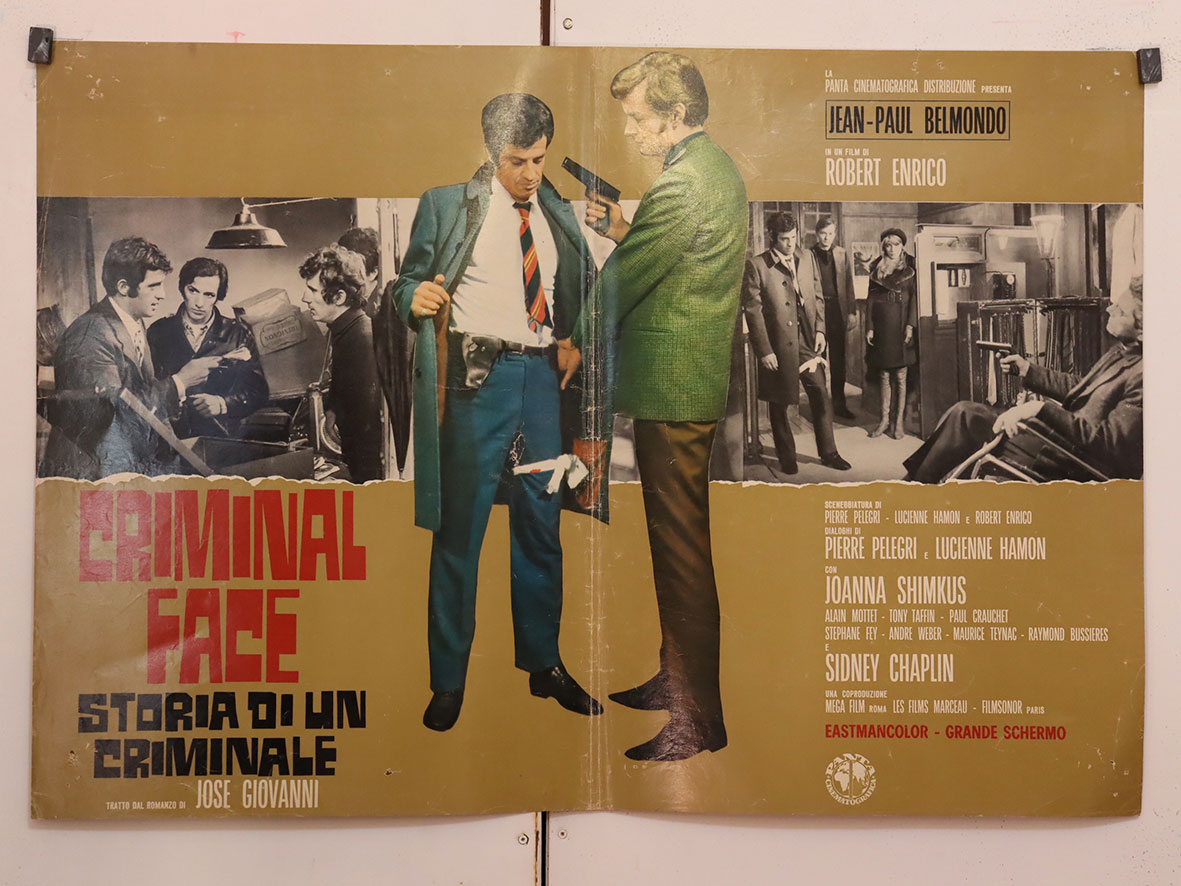 LA
PANTA CINEMATOGRAFICA DISTRIBUZIONE PRESENTA
JEAN-PAUL BELMONDO
IN UN FILM DI
ROBERT ENRICO
CRIMINAL
FACE
STORIA DI UN
CRIMINALE
TRATTO DAL ROMANZO DI JOSE GIOVANNI
SCENEGGIATURA DI
PIERRE PELEGRI - LUCIENNE HAMON E ROBERT ENRICO
DIALOGHI DI
PIERRE PELEGRI E LUCIENNE HAMON
CON
JOANNA SHIMKUS
ALAIN MOTTET - TONY TAFFIN - PAUL CRAUCHET
STEPHANE FEY - ANDRE WEBER - MAURICE TEYNAC - RAYMOND BUSSIERES
E
SIDNEY CHAPLIN
UNA COPRODUZIONE
MEGA FILM ROMA LES FILMS MARCEAU - FILMSONOR PARIS
EASTMANCOLOR - GRANDE SCHERMO
PANTA
CINEMATOGRAFICA